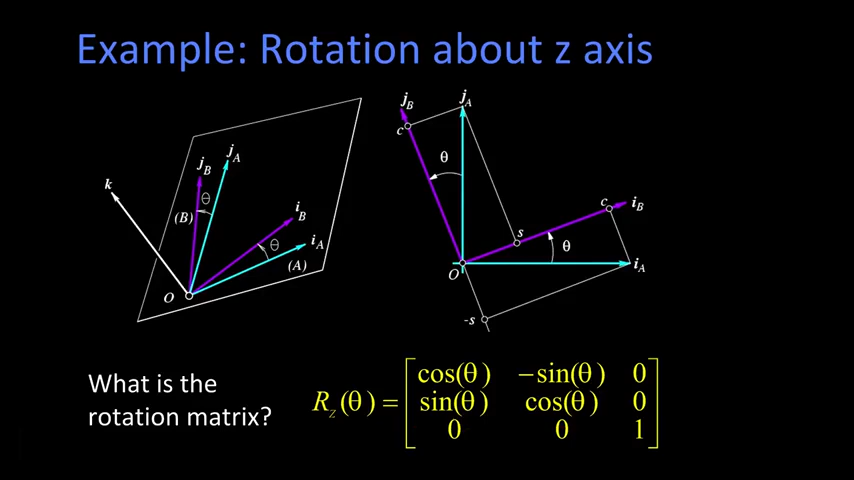 Example: Rotation about z axis
k
j_B
j_A
θ
(B)
i_B
θ
i_A
(A)
O
j_B
j_A
c
θ
s
c
i_B
θ
O
i_A
-s
What is the
rotation matrix?
R_z(θ) = [ cos(θ) −sin(θ) 0
sin(θ) cos(θ) 0
0 0 1 ]